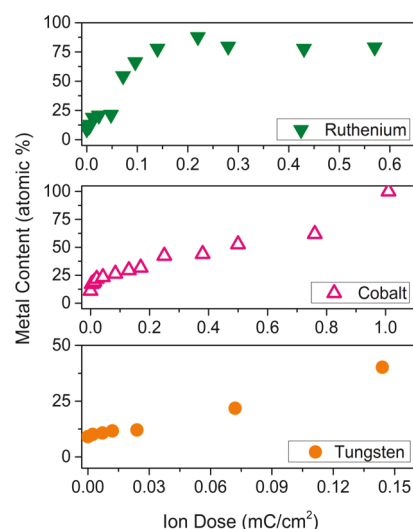 100
75
50
25
0
Ruthenium
0.0 0.1 0.2 0.3 0.4 0.5 0.6
Metal Content (atomic %)
100
75
50
25
0
Cobalt
0.0 0.2 0.4 0.6 0.8 1.0
50
25
0
Tungsten
0.00 0.03 0.06 0.09 0.12 0.15
Ion Dose (mC/cm²)